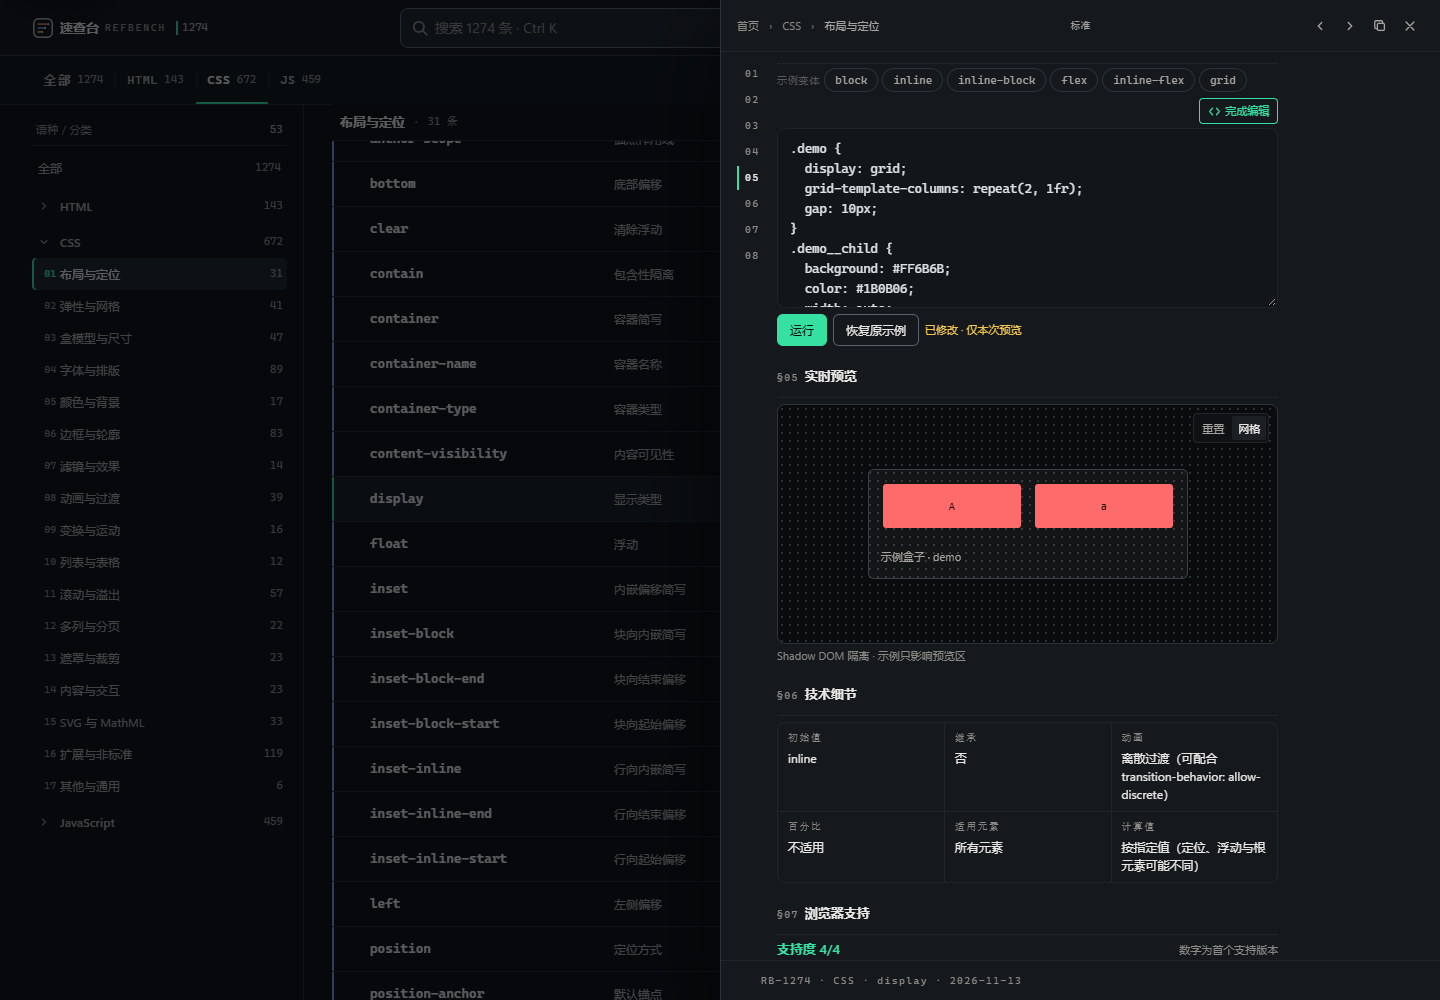 速查台 REFBENCH 1274
搜索 1274 条 · Ctrl K
全部 1274 HTML 143 CSS 672 JS 459
语种 / 分类 53
全部 1274
HTML 143
CSS 672
01 布局与定位 31
02 弹性与网格 41
03 盒模型与尺寸 47
04 字体与排版 89
05 颜色与背景 17
06 边框与轮廓 83
07 滤镜与效果 14
08 动画与过渡 39
09 变换与运动 16
10 列表与表格 12
11 滚动与溢出 57
12 多列与分页 22
13 遮罩与裁剪 23
14 内容与交互 23
15 SVG 与 MathML 33
16 扩展与非标准 119
17 其他与通用 6
JavaScript 459
布局与定位 · 31 条
anchor-scope 锚点作用域
bottom 底部偏移
clear 清除浮动
contain 包含性隔离
container 容器简写
container-name 容器名称
container-type 容器类型
content-visibility 内容可见性
display 显示类型
float 浮动
inset 内嵌偏移简写
inset-block 块向内嵌简写
inset-block-end 块向结束偏移
inset-block-start 块向起始偏移
inset-inline 行向内嵌简写
inset-inline-end 行向结束偏移
inset-inline-start 行向起始偏移
left 左侧偏移
position 定位方式
position-anchor 默认锚点
首页 › CSS › 布局与定位 标准
01
02
03
04
05
06
07
08
示例变体 block inline inline-block flex inline-flex grid
<> 完成编辑
.demo {
display: grid;
grid-template-columns: repeat(2, 1fr);
gap: 10px;
}
.demo__child {
background: #FF6B6B;
color: #1B0B06;
width: auto;
运行 恢复原示例 已修改 · 仅本次预览
§05 实时预览
重置 网格
A a
示例盒子 · demo
Shadow DOM 隔离 · 示例只影响预览区
§06 技术细节
初始值 继承 动画
inline 否 离散过渡（可配合
transition-behavior: allow-
discrete）
百分比 适用元素 计算值
不适用 所有元素 按指定值（定位、浮动与根
元素可能不同）
§07 浏览器支持
支持度 4/4 数字为首个支持版本
RB-1274 · CSS · display · 2026-11-13